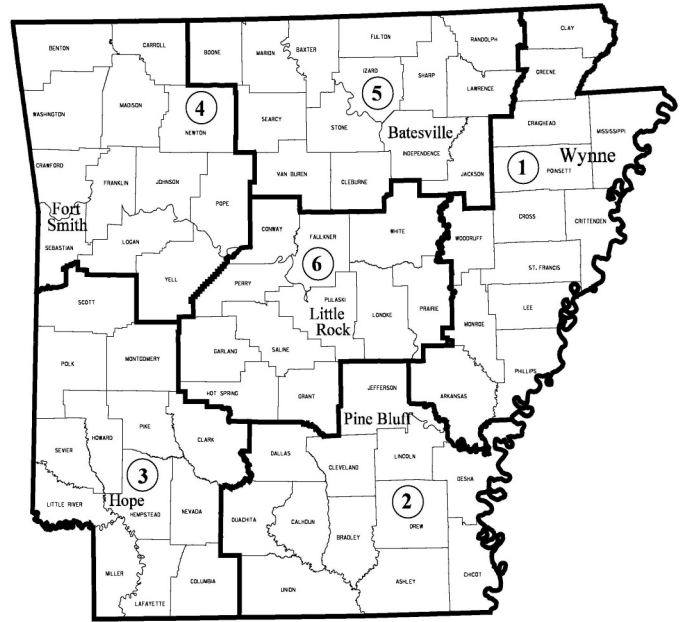 BENTON
CARROLL
BOONE
MARION
BAXTER
FULTON
RANDOLPH
CLAY
IZARD
SHARP
LAWRENCE
GREENE
WASHINGTON
MADISON
4
NEWTON
SEARCY
STONE
5
Batesville
INDEPENDENCE
CRAIGHEAD
MISSISSIPPI
CRAWFORD
FRANKLIN
JOHNSON
POPE
VAN BUREN
CLEBURNE
JACKSON
1
POINSETT
Wynne
Fort
Smith
SEBASTIAN
LOGAN
YELL
CONWAY
FAULKNER
WHITE
WOODRUFF
CROSS
CRITTENDEN
6
PERRY
PULASKI
Little
Rock
LONOKE
PRAIRIE
ST. FRANCIS
LEE
MONROE
PHILLIPS
SCOTT
POLK
MONTGOMERY
GARLAND
SALINE
HOT SPRING
GRANT
JEFFERSON
ARKANSAS
Pine Bluff
SEVIER
HOWARD
PIKE
CLARK
DALLAS
CLEVELAND
LINCOLN
DESHA
3
Hope
LITTLE RIVER
HEMPSTEAD
NEVADA
OUACHITA
CALHOUN
BRADLEY
2
DREW
MILLER
LAFAYETTE
COLUMBIA
UNION
ASHLEY
CHICOT